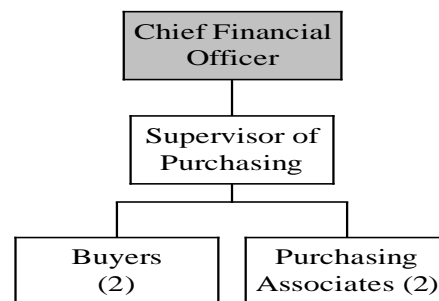 Chief Financial
Officer
Supervisor of
Purchasing
Buyers
(2)
Purchasing
Associates (2)